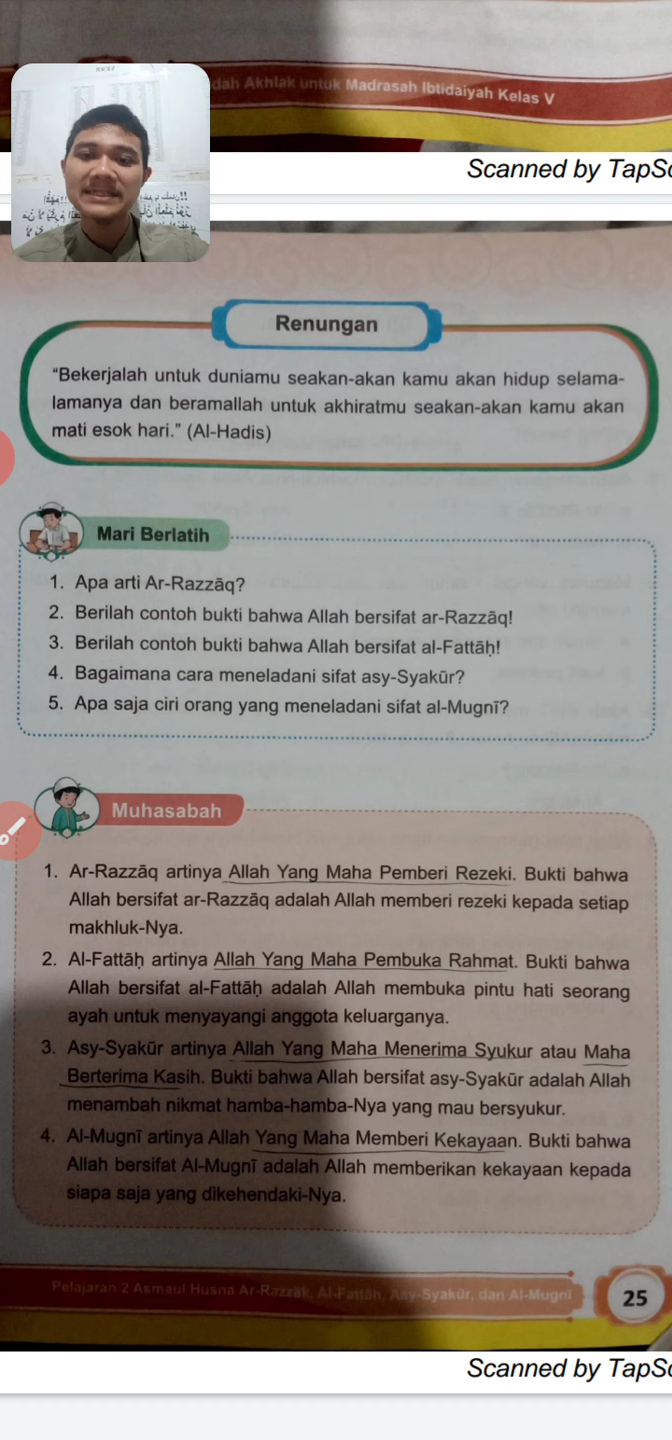 dah Akhlak untuk Madrasah Ibtidaiyah Kelas V
Scanned by TapSc
Renungan
“Bekerjalah untuk duniamu seakan-akan kamu akan hidup selama-
lamanya dan beramallah untuk akhiratmu seakan-akan kamu akan
mati esok hari.” (Al-Hadis)
Mari Berlatih
1. Apa arti Ar-Razzāq?
2. Berilah contoh bukti bahwa Allah bersifat ar-Razzāq!
3. Berilah contoh bukti bahwa Allah bersifat al-Fattāḥ!
4. Bagaimana cara meneladani sifat asy-Syakūr?
5. Apa saja ciri orang yang meneladani sifat al-Mugnī?
Muhasabah
1. Ar-Razzāq artinya Allah Yang Maha Pemberi Rezeki. Bukti bahwa
Allah bersifat ar-Razzāq adalah Allah memberi rezeki kepada setiap
makhluk-Nya.
2. Al-Fattāḥ artinya Allah Yang Maha Pembuka Rahmat. Bukti bahwa
Allah bersifat al-Fattāḥ adalah Allah membuka pintu hati seorang
ayah untuk menyayangi anggota keluarganya.
3. Asy-Syakūr artinya Allah Yang Maha Menerima Syukur atau Maha
Berterima Kasih. Bukti bahwa Allah bersifat asy-Syakūr adalah Allah
menambah nikmat hamba-hamba-Nya yang mau bersyukur.
4. Al-Mugnī artinya Allah Yang Maha Memberi Kekayaan. Bukti bahwa
Allah bersifat Al-Mugnī adalah Allah memberikan kekayaan kepada
siapa saja yang dikehendaki-Nya.
Pelajaran 2 Asmaul Husna Ar-Razzāk, Al-Fattāh, Asy-Syakūr, dan Al-Mugnī
25
Scanned by TapSc